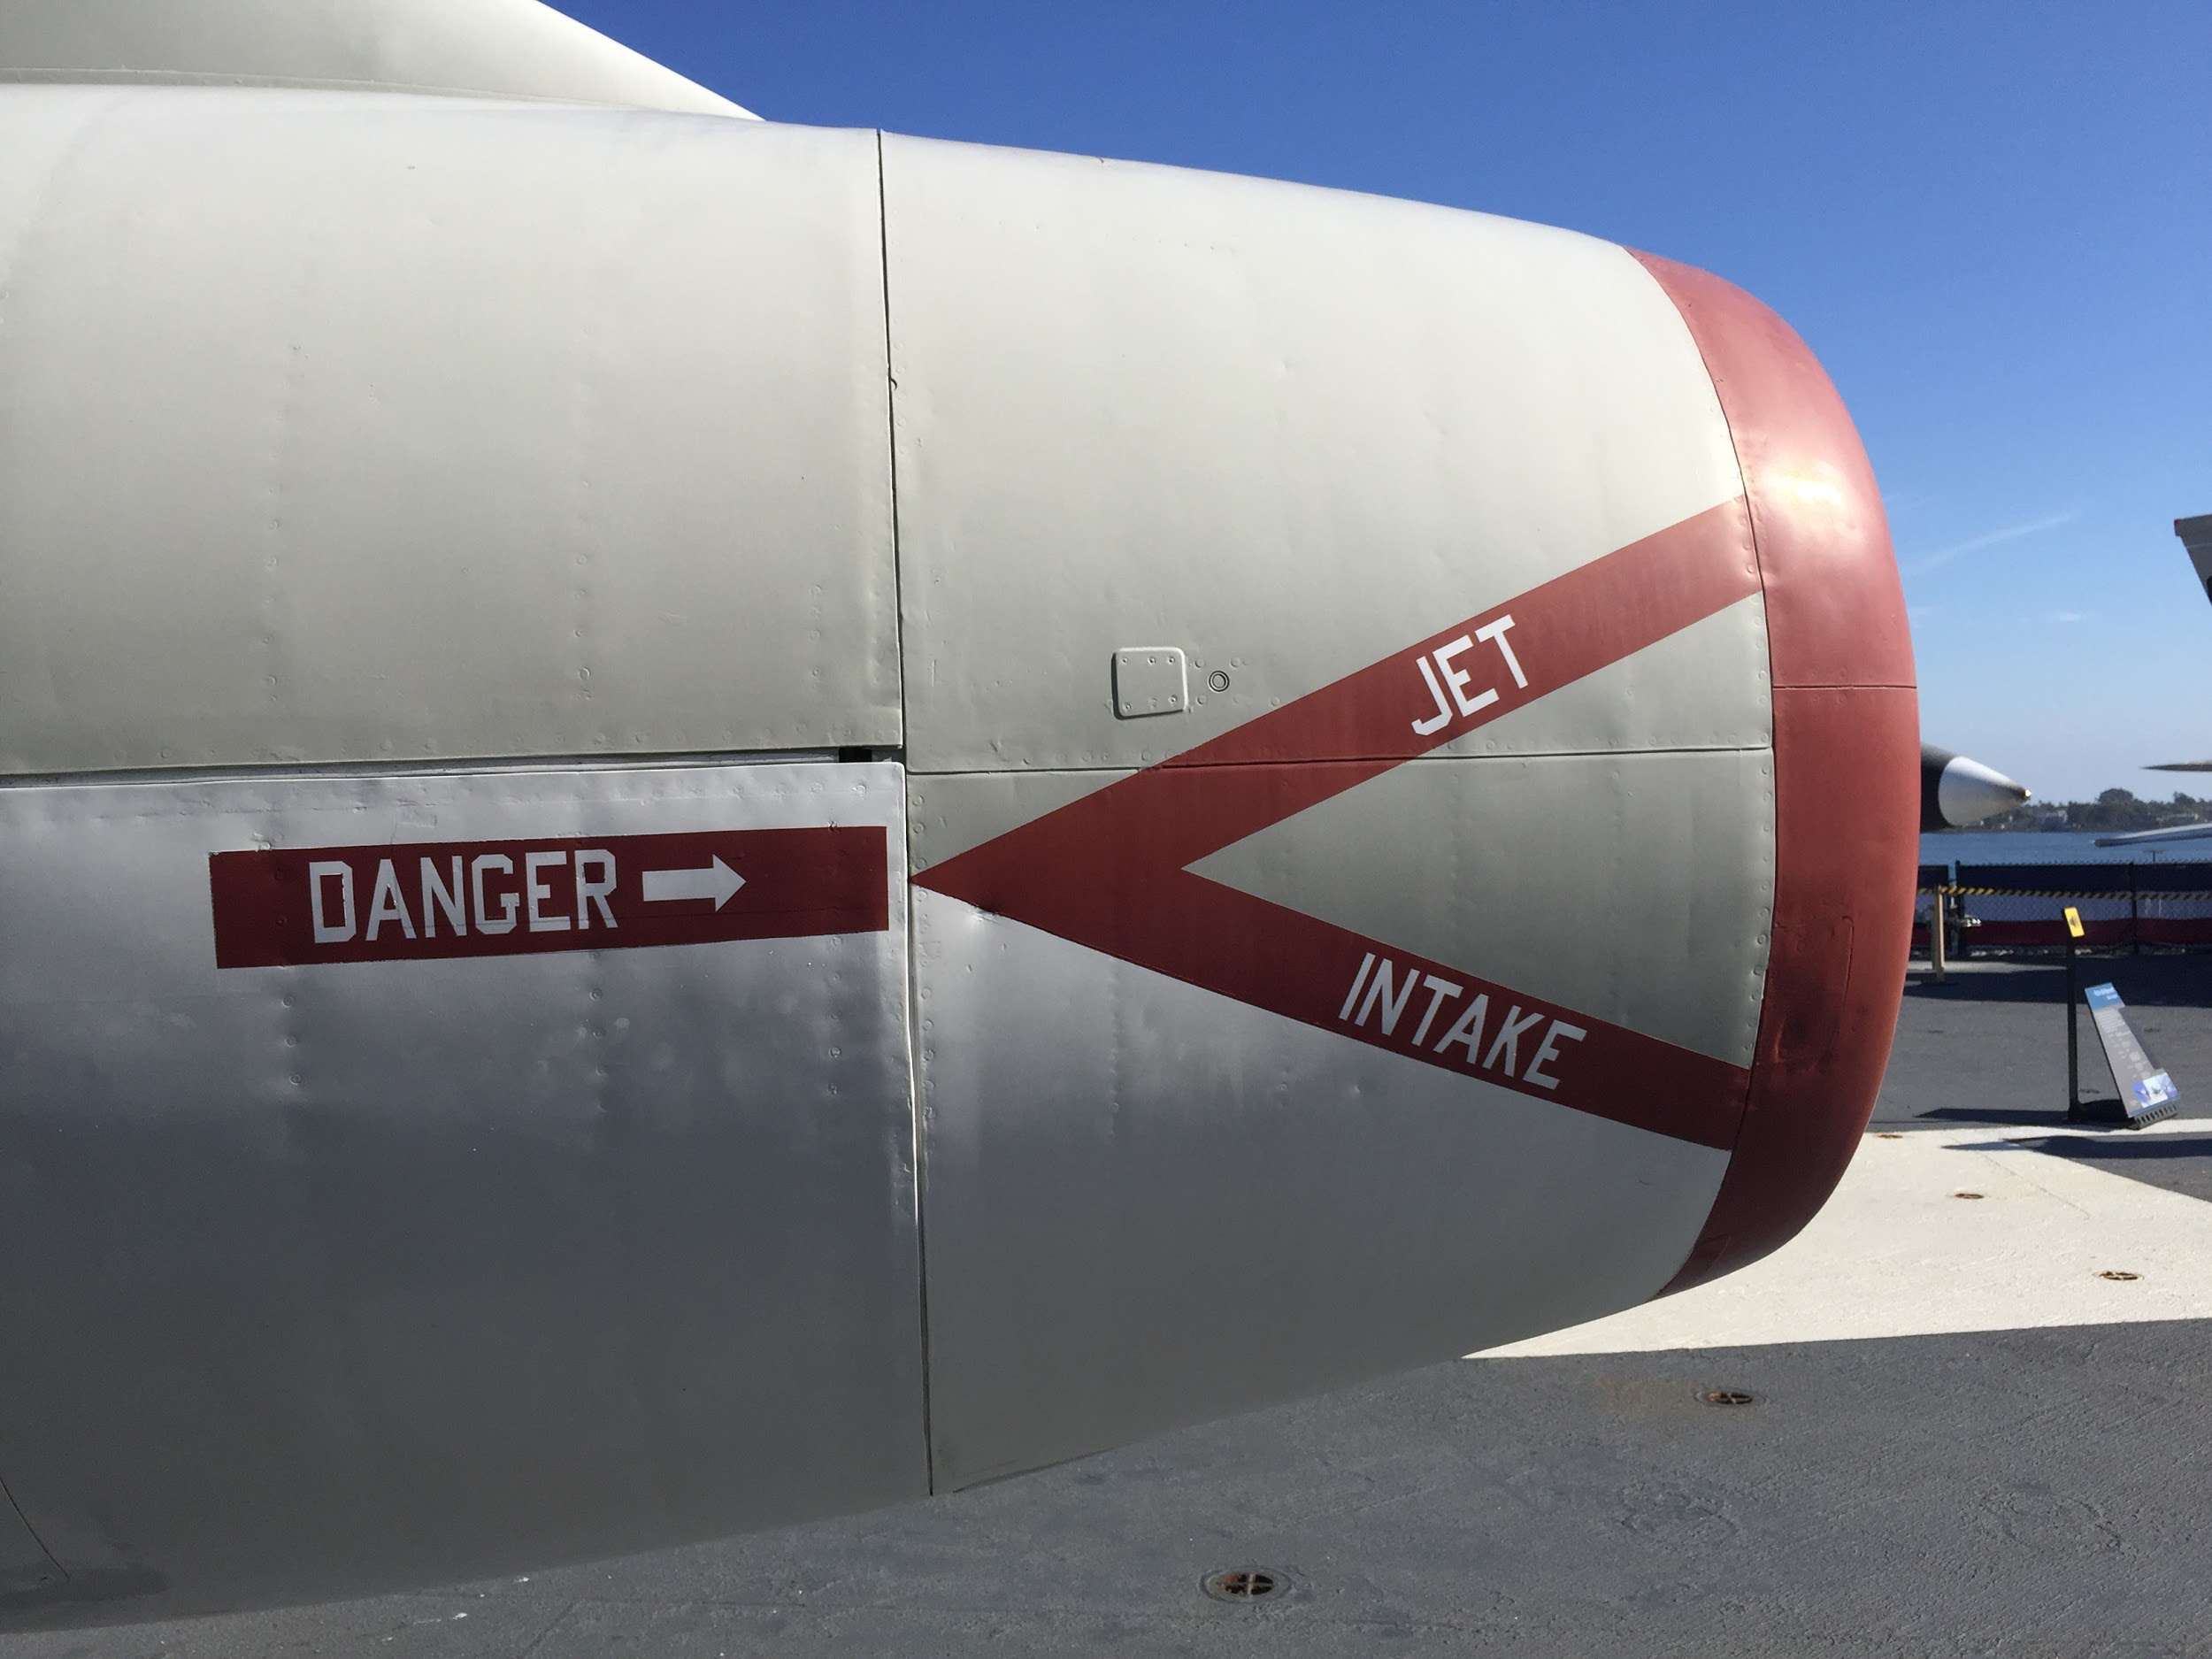 DANGER →
JET
INTAKE